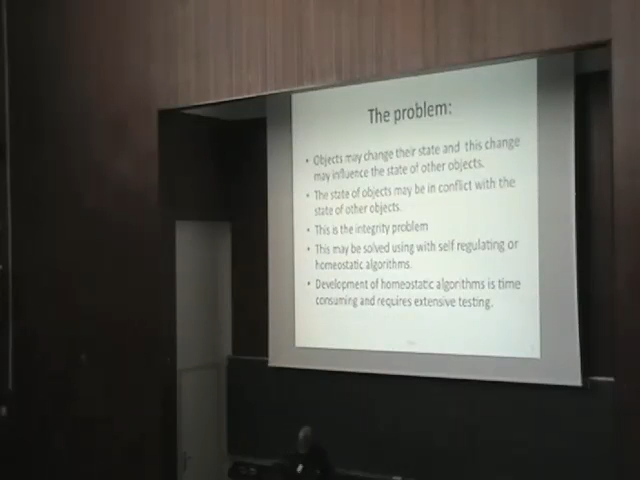 The problem:
• Objects may change their state and this change
may influence the state of other objects.
• The state of objects may be in conflict with the
state of other objects.
• This is the integrity problem
• This may be solved using with self regulating or
homeostatic algorithms.
• Development of homeostatic algorithms is time
consuming and requires extensive testing.